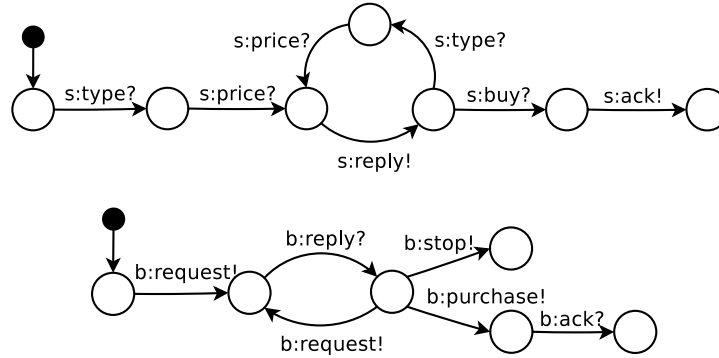 s:price?
s:type?
s:type?
s:price?
s:buy?
s:ack!
s:reply!
b:reply?
b:stop!
b:request!
b:purchase!
b:ack?
b:request!